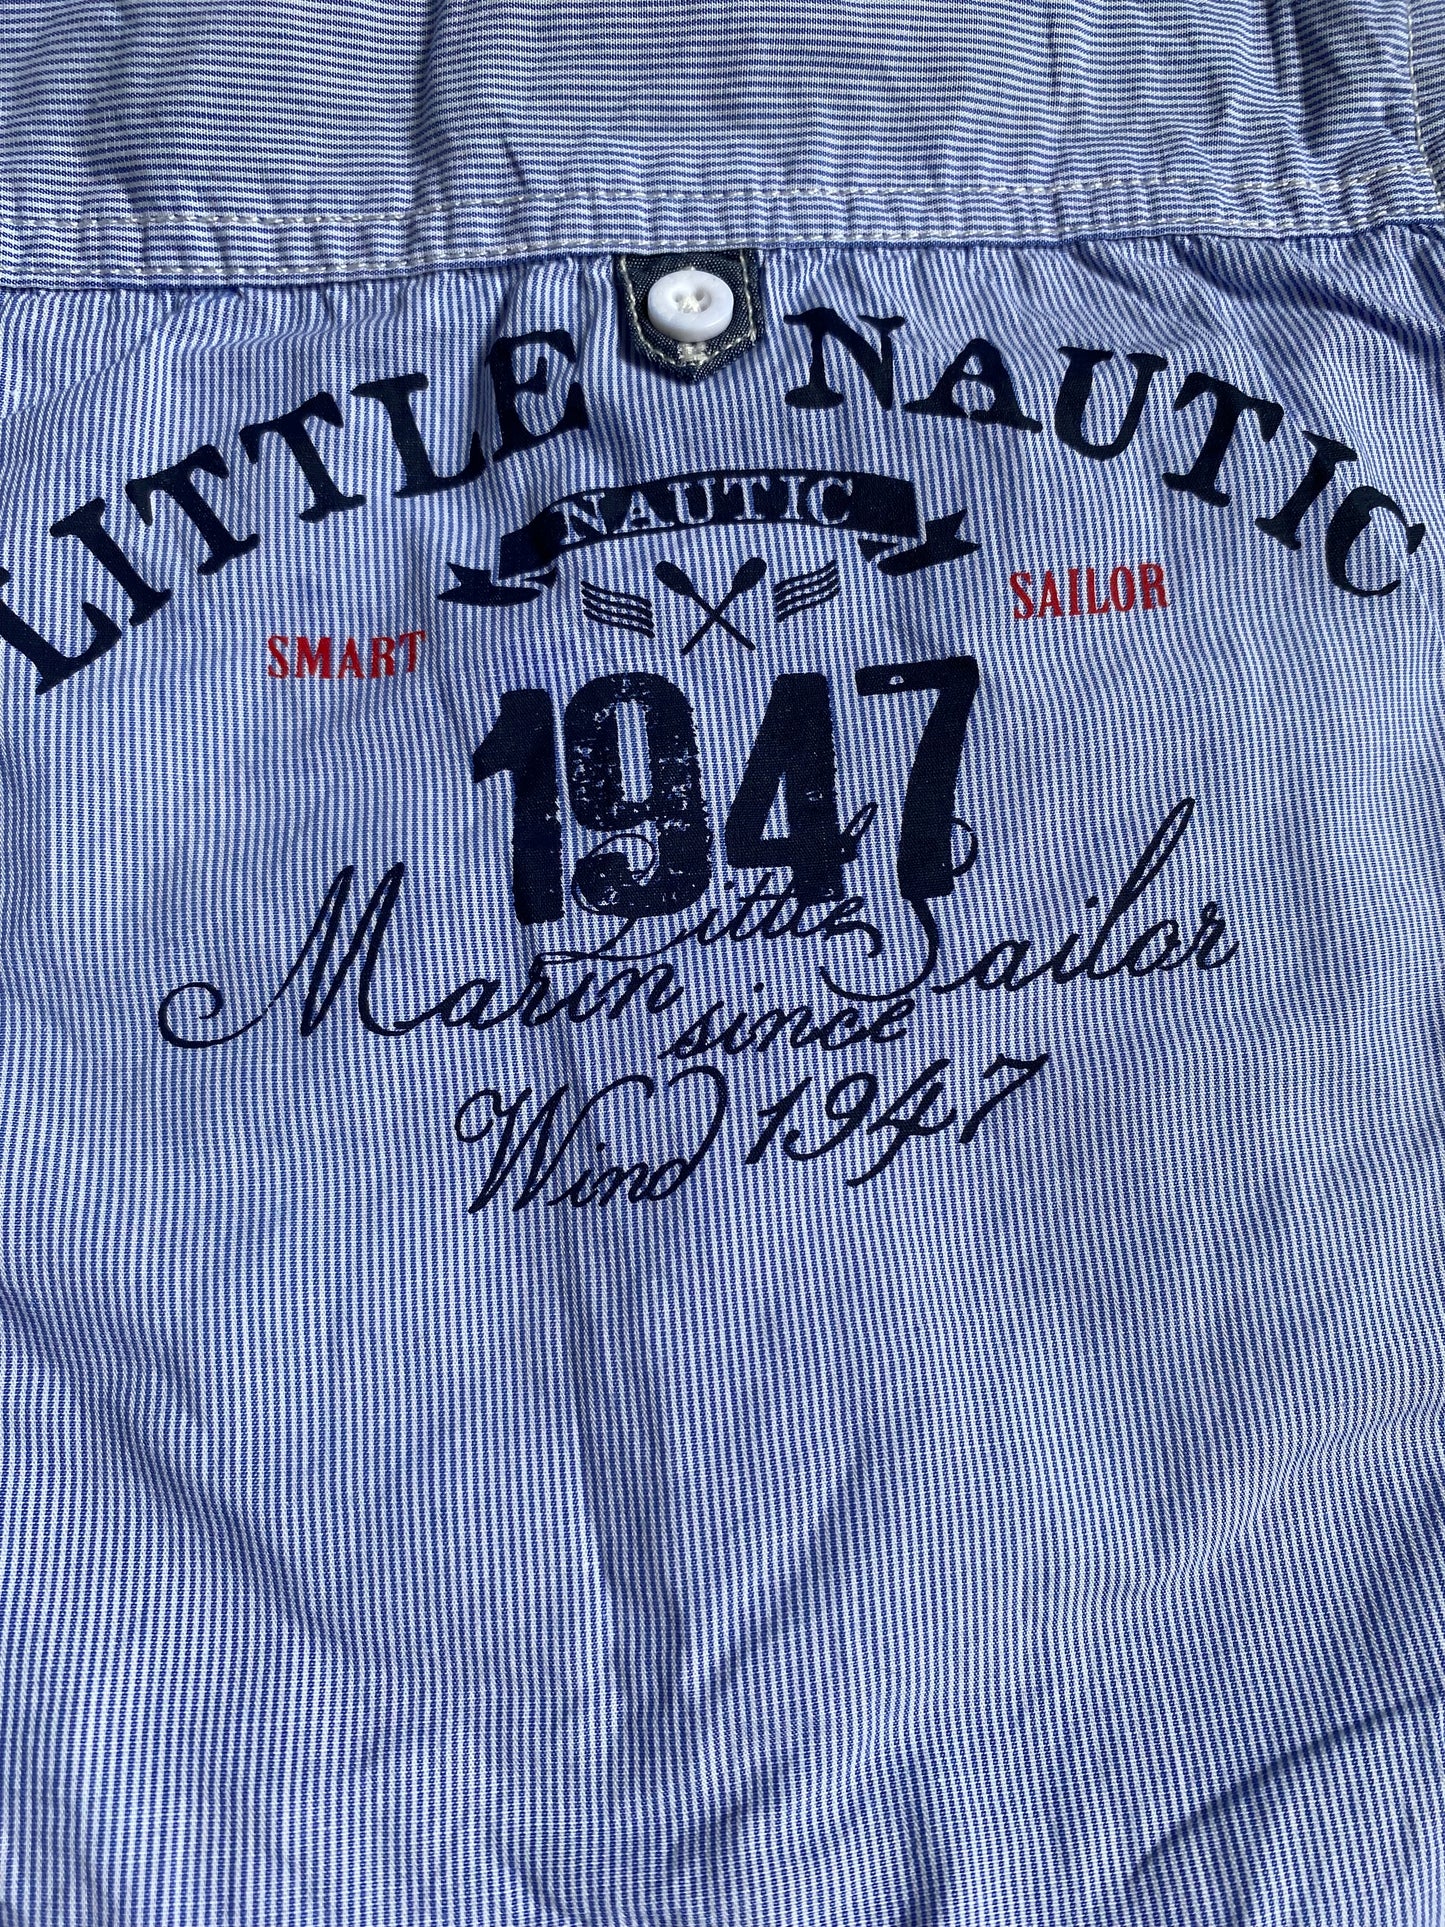 LITTLE NAUTIC
NAUTIC
SMART SAILOR
1947
Marin Little Sailor
since
Wind 1947